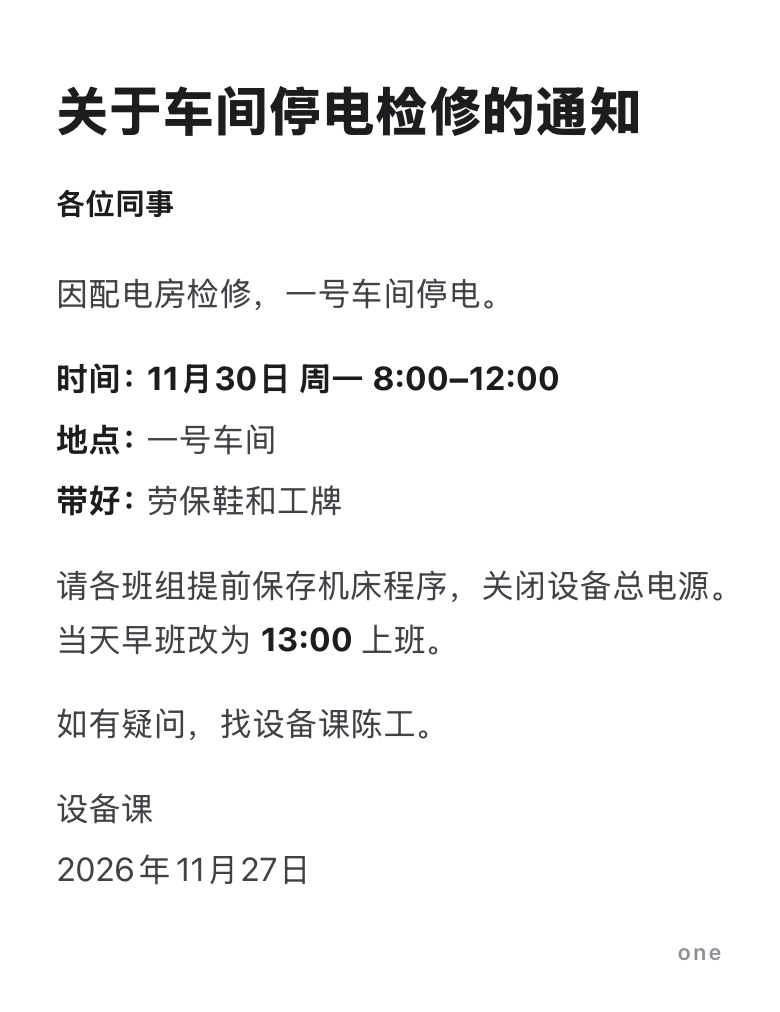 关于车间停电检修的通知
各位同事
因配电房检修，一号车间停电。
时间：11月30日 周一 8:00–12:00
地点：一号车间
带好：劳保鞋和工牌
请各班组提前保存机床程序，关闭设备总电源。
当天早班改为 13:00 上班。
如有疑问，找设备课陈工。
设备课
2026年11月27日
one